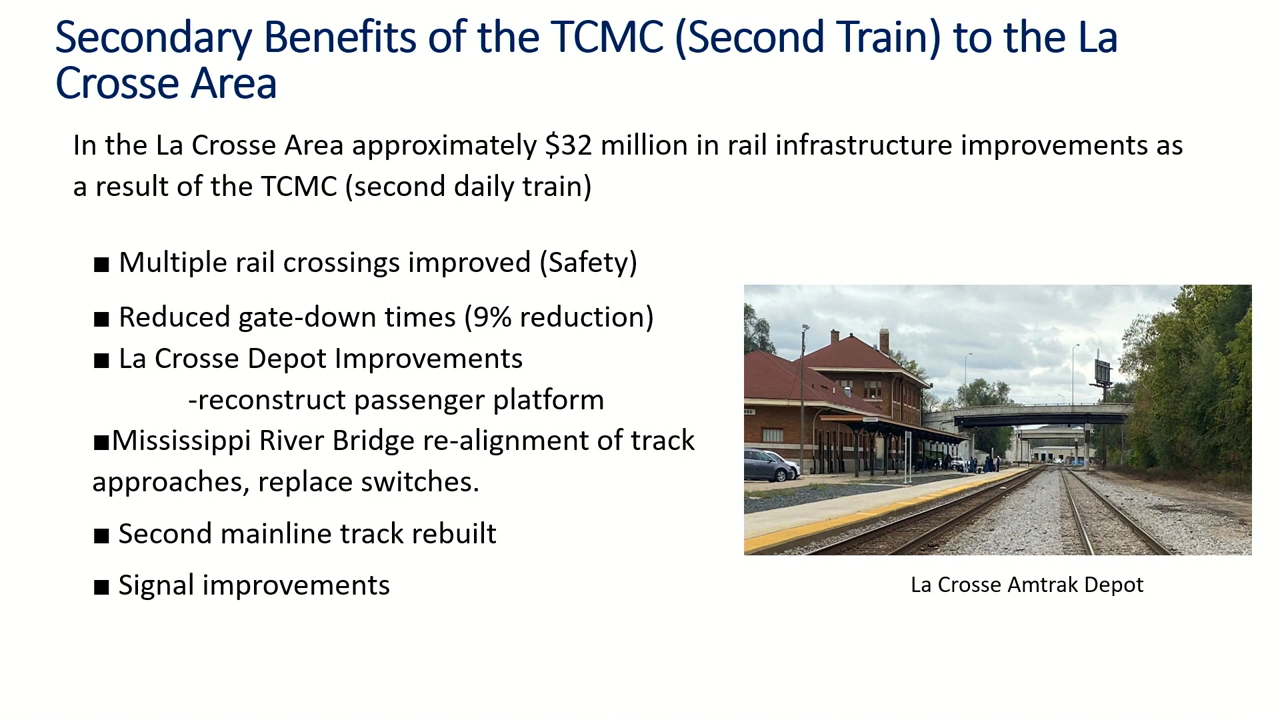 Secondary Benefits of the TCMC (Second Train) to the La
Crosse Area
In the La Crosse Area approximately $32 million in rail infrastructure improvements as
a result of the TCMC (second daily train)
■ Multiple rail crossings improved (Safety)
■ Reduced gate-down times (9% reduction)
■ La Crosse Depot Improvements
-reconstruct passenger platform
■Mississippi River Bridge re-alignment of track
approaches, replace switches.
■ Second mainline track rebuilt
■ Signal improvements
La Crosse Amtrak Depot